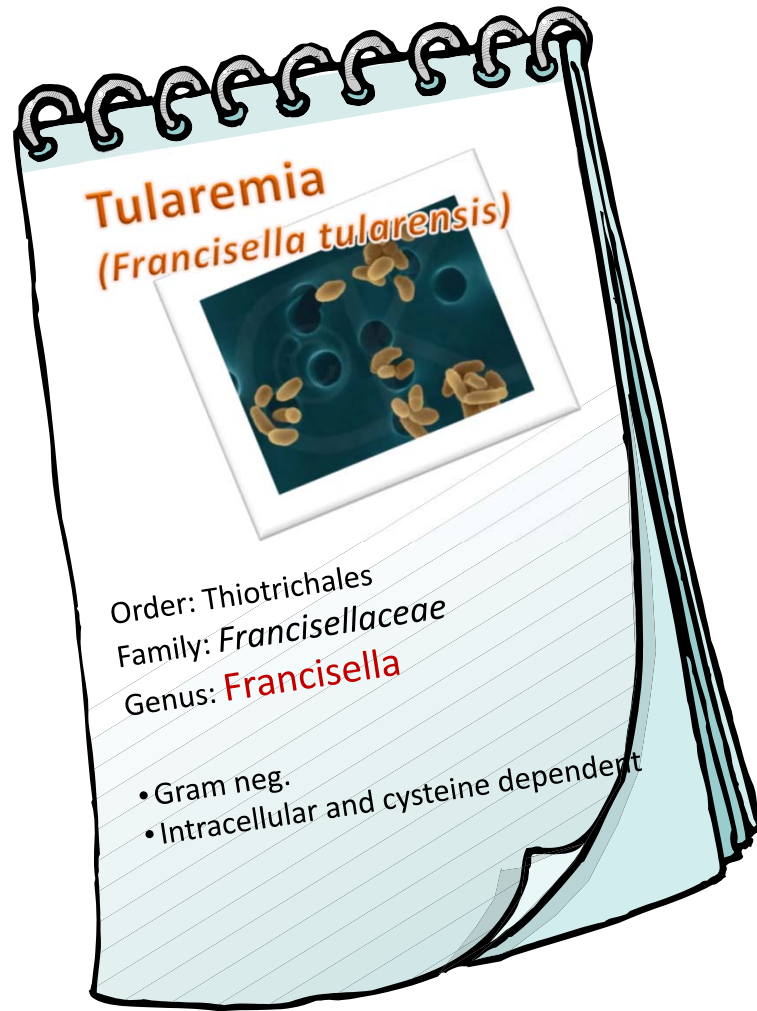 Tularemia
(Francisella tularensis)
Order: Thiotrichales
Family: Francisellaceae
Genus: Francisella
• Gram neg.
• Intracellular and cysteine dependent